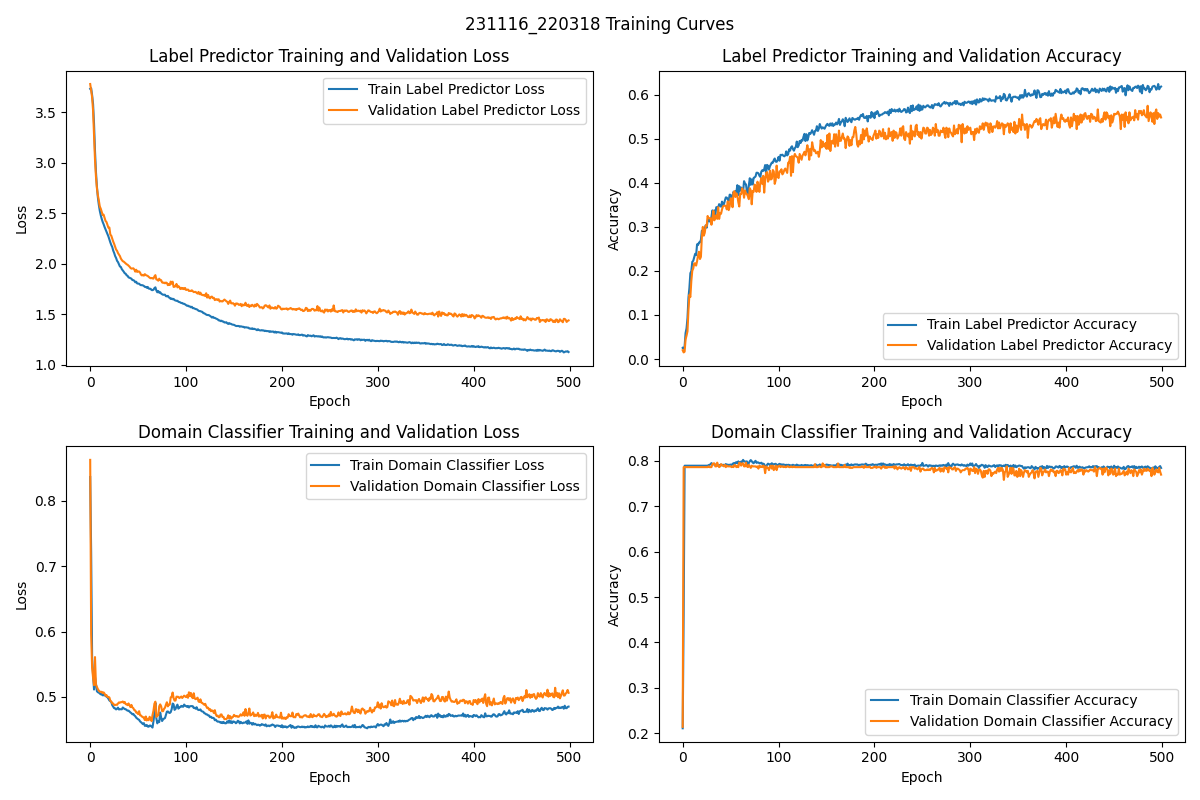 231116_220318 Training Curves
Label Predictor Training and Validation Loss
Loss
3.5
3.0
2.5
2.0
1.5
1.0
Train Label Predictor Loss
Validation Label Predictor Loss
0 100 200 300 400 500
Epoch
Label Predictor Training and Validation Accuracy
Accuracy
0.6
0.5
0.4
0.3
0.2
0.1
0.0
Train Label Predictor Accuracy
Validation Label Predictor Accuracy
0 100 200 300 400 500
Epoch
Domain Classifier Training and Validation Loss
Loss
0.8
0.7
0.6
0.5
Train Domain Classifier Loss
Validation Domain Classifier Loss
0 100 200 300 400 500
Epoch
Domain Classifier Training and Validation Accuracy
Accuracy
0.8
0.7
0.6
0.5
0.4
0.3
0.2
Train Domain Classifier Accuracy
Validation Domain Classifier Accuracy
0 100 200 300 400 500
Epoch